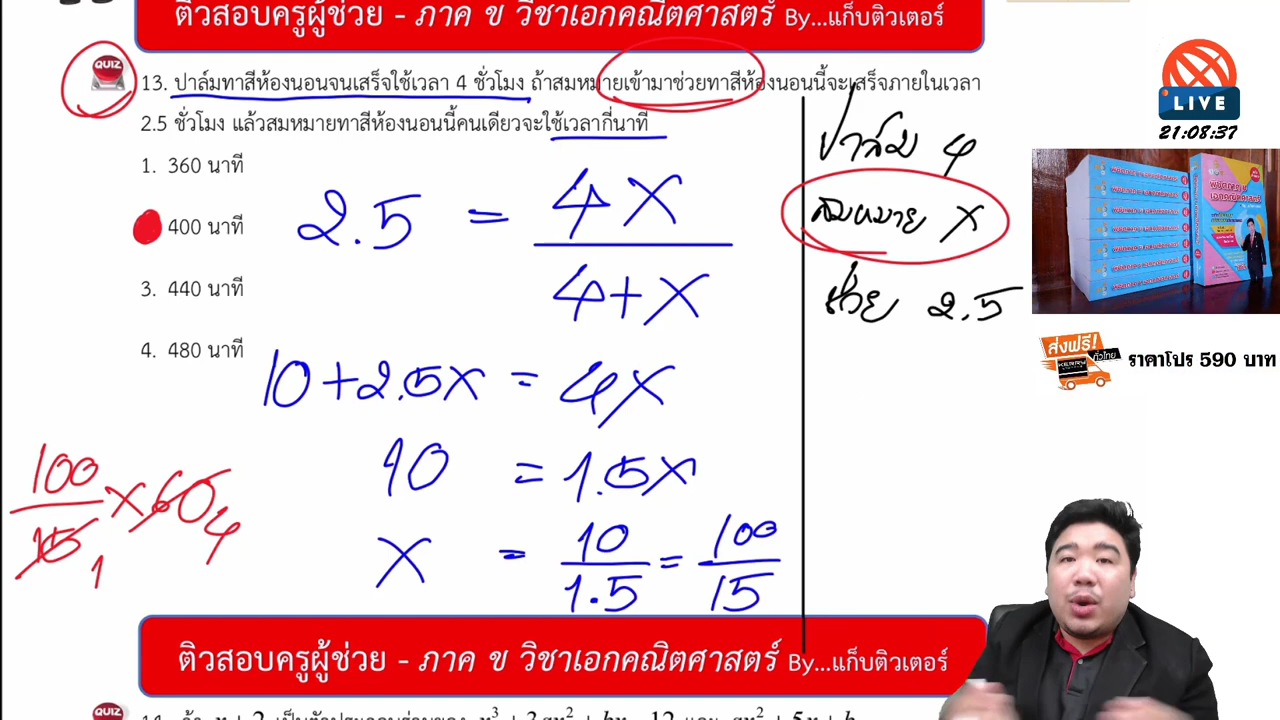 ติวสอบครูผู้ช่วย - ภาค ข วิชาเอกคณิตศาสตร์ By...แก็บติวเตอร์
QUIZ
13. ปาล์มทาสีห้องนอนจนเสร็จใช้เวลา 4 ชั่วโมง ถ้าสมหมายเข้ามาช่วยทาสีห้องนอนนี้จะเสร็จภายในเวลา
2.5 ชั่วโมง แล้วสมหมายทาสีห้องนอนนี้คนเดียวจะใช้เวลากี่นาที
1. 360 นาที
400 นาที
3. 440 นาที
4. 480 นาที
2.5 = 4x
4+x
10+2.5x = 4x
10 = 1.5x
x = 10 = 100
1.5 15
100 x 60 4
15 1
ปาล์ม 4
สมหมาย x
ช่วย 2.5
LIVE
21:08:37
ส่งฟรี!
ทั่วไทย
KERRY
ราคาโปร 590 บาท
ติวสอบครูผู้ช่วย - ภาค ข วิชาเอกคณิตศาสตร์ By...แก็บติวเตอร์
QUIZ